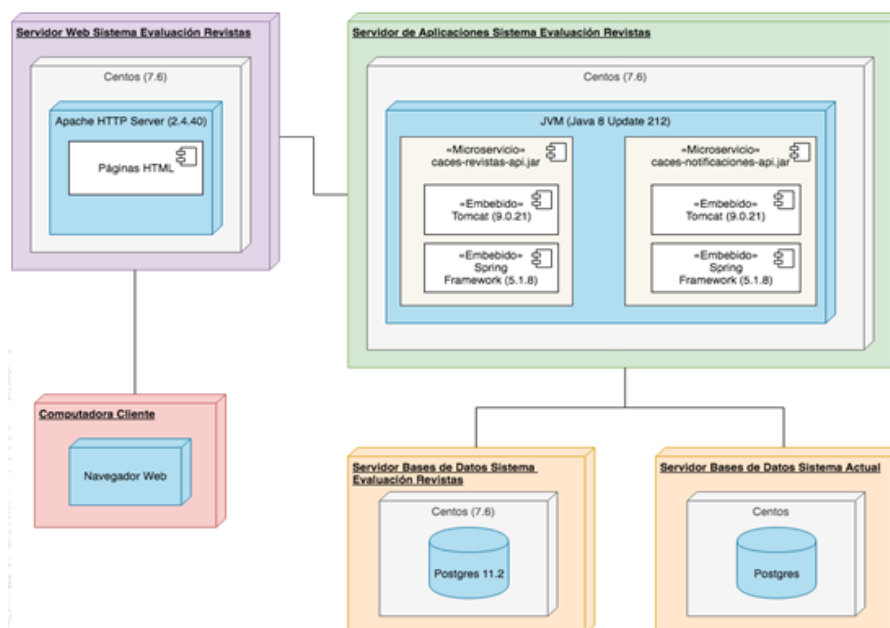 Servidor Web Sistema Evaluación Revistas
Centos (7.6)
Apache HTTP Server (2.4.40)
Páginas HTML
Servidor de Aplicaciones Sistema Evaluación Revistas
Centos (7.6)
JVM (Java 8 Update 212)
«Microservicio»
caces-revistas-api.jar
«Embebido»
Tomcat (9.0.21)
«Embebido»
Spring
Framework (5.1.8)
«Microservicio»
caces-notificaciones-api.jar
«Embebido»
Tomcat (9.0.21)
«Embebido»
Spring
Framework (5.1.8)
Computadora Cliente
Navegador Web
Servidor Bases de Datos Sistema
Evaluación Revistas
Centos (7.6)
Postgres 11.2
Servidor Bases de Datos Sistema Actual
Centos
Postgres